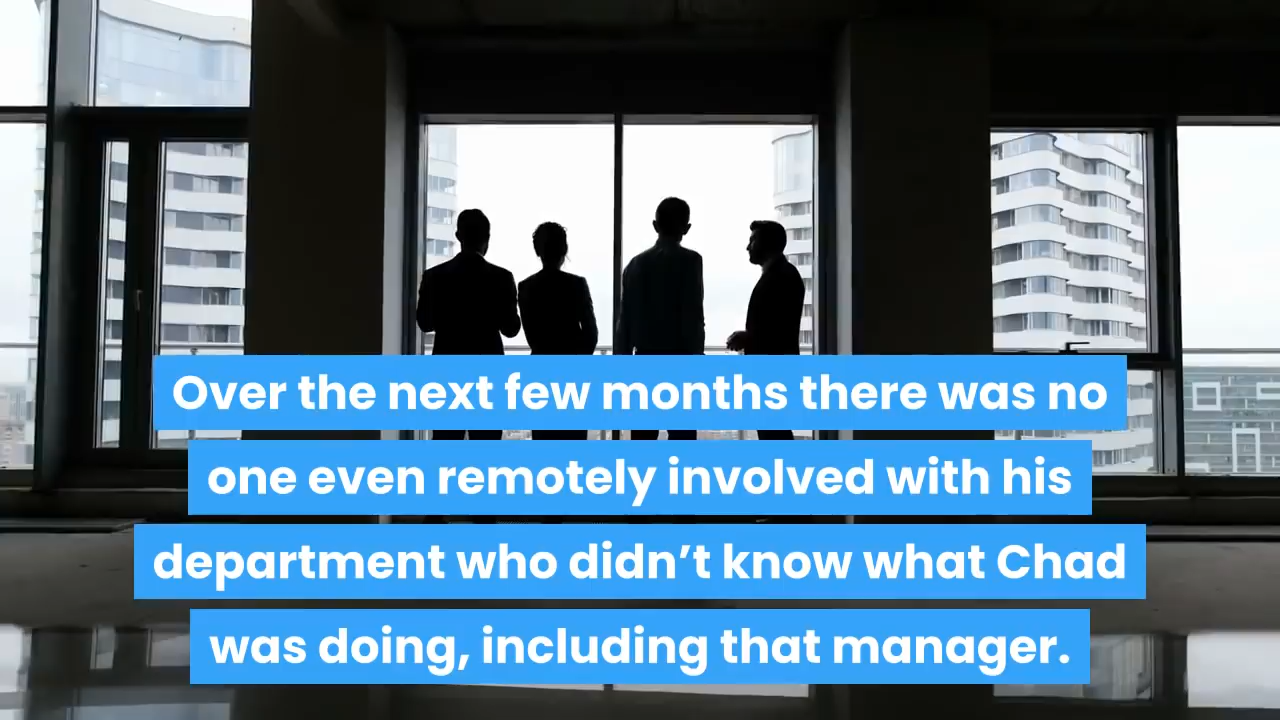 Over the next few months there was no
one even remotely involved with his
department who didn’t know what Chad
was doing, including that manager.